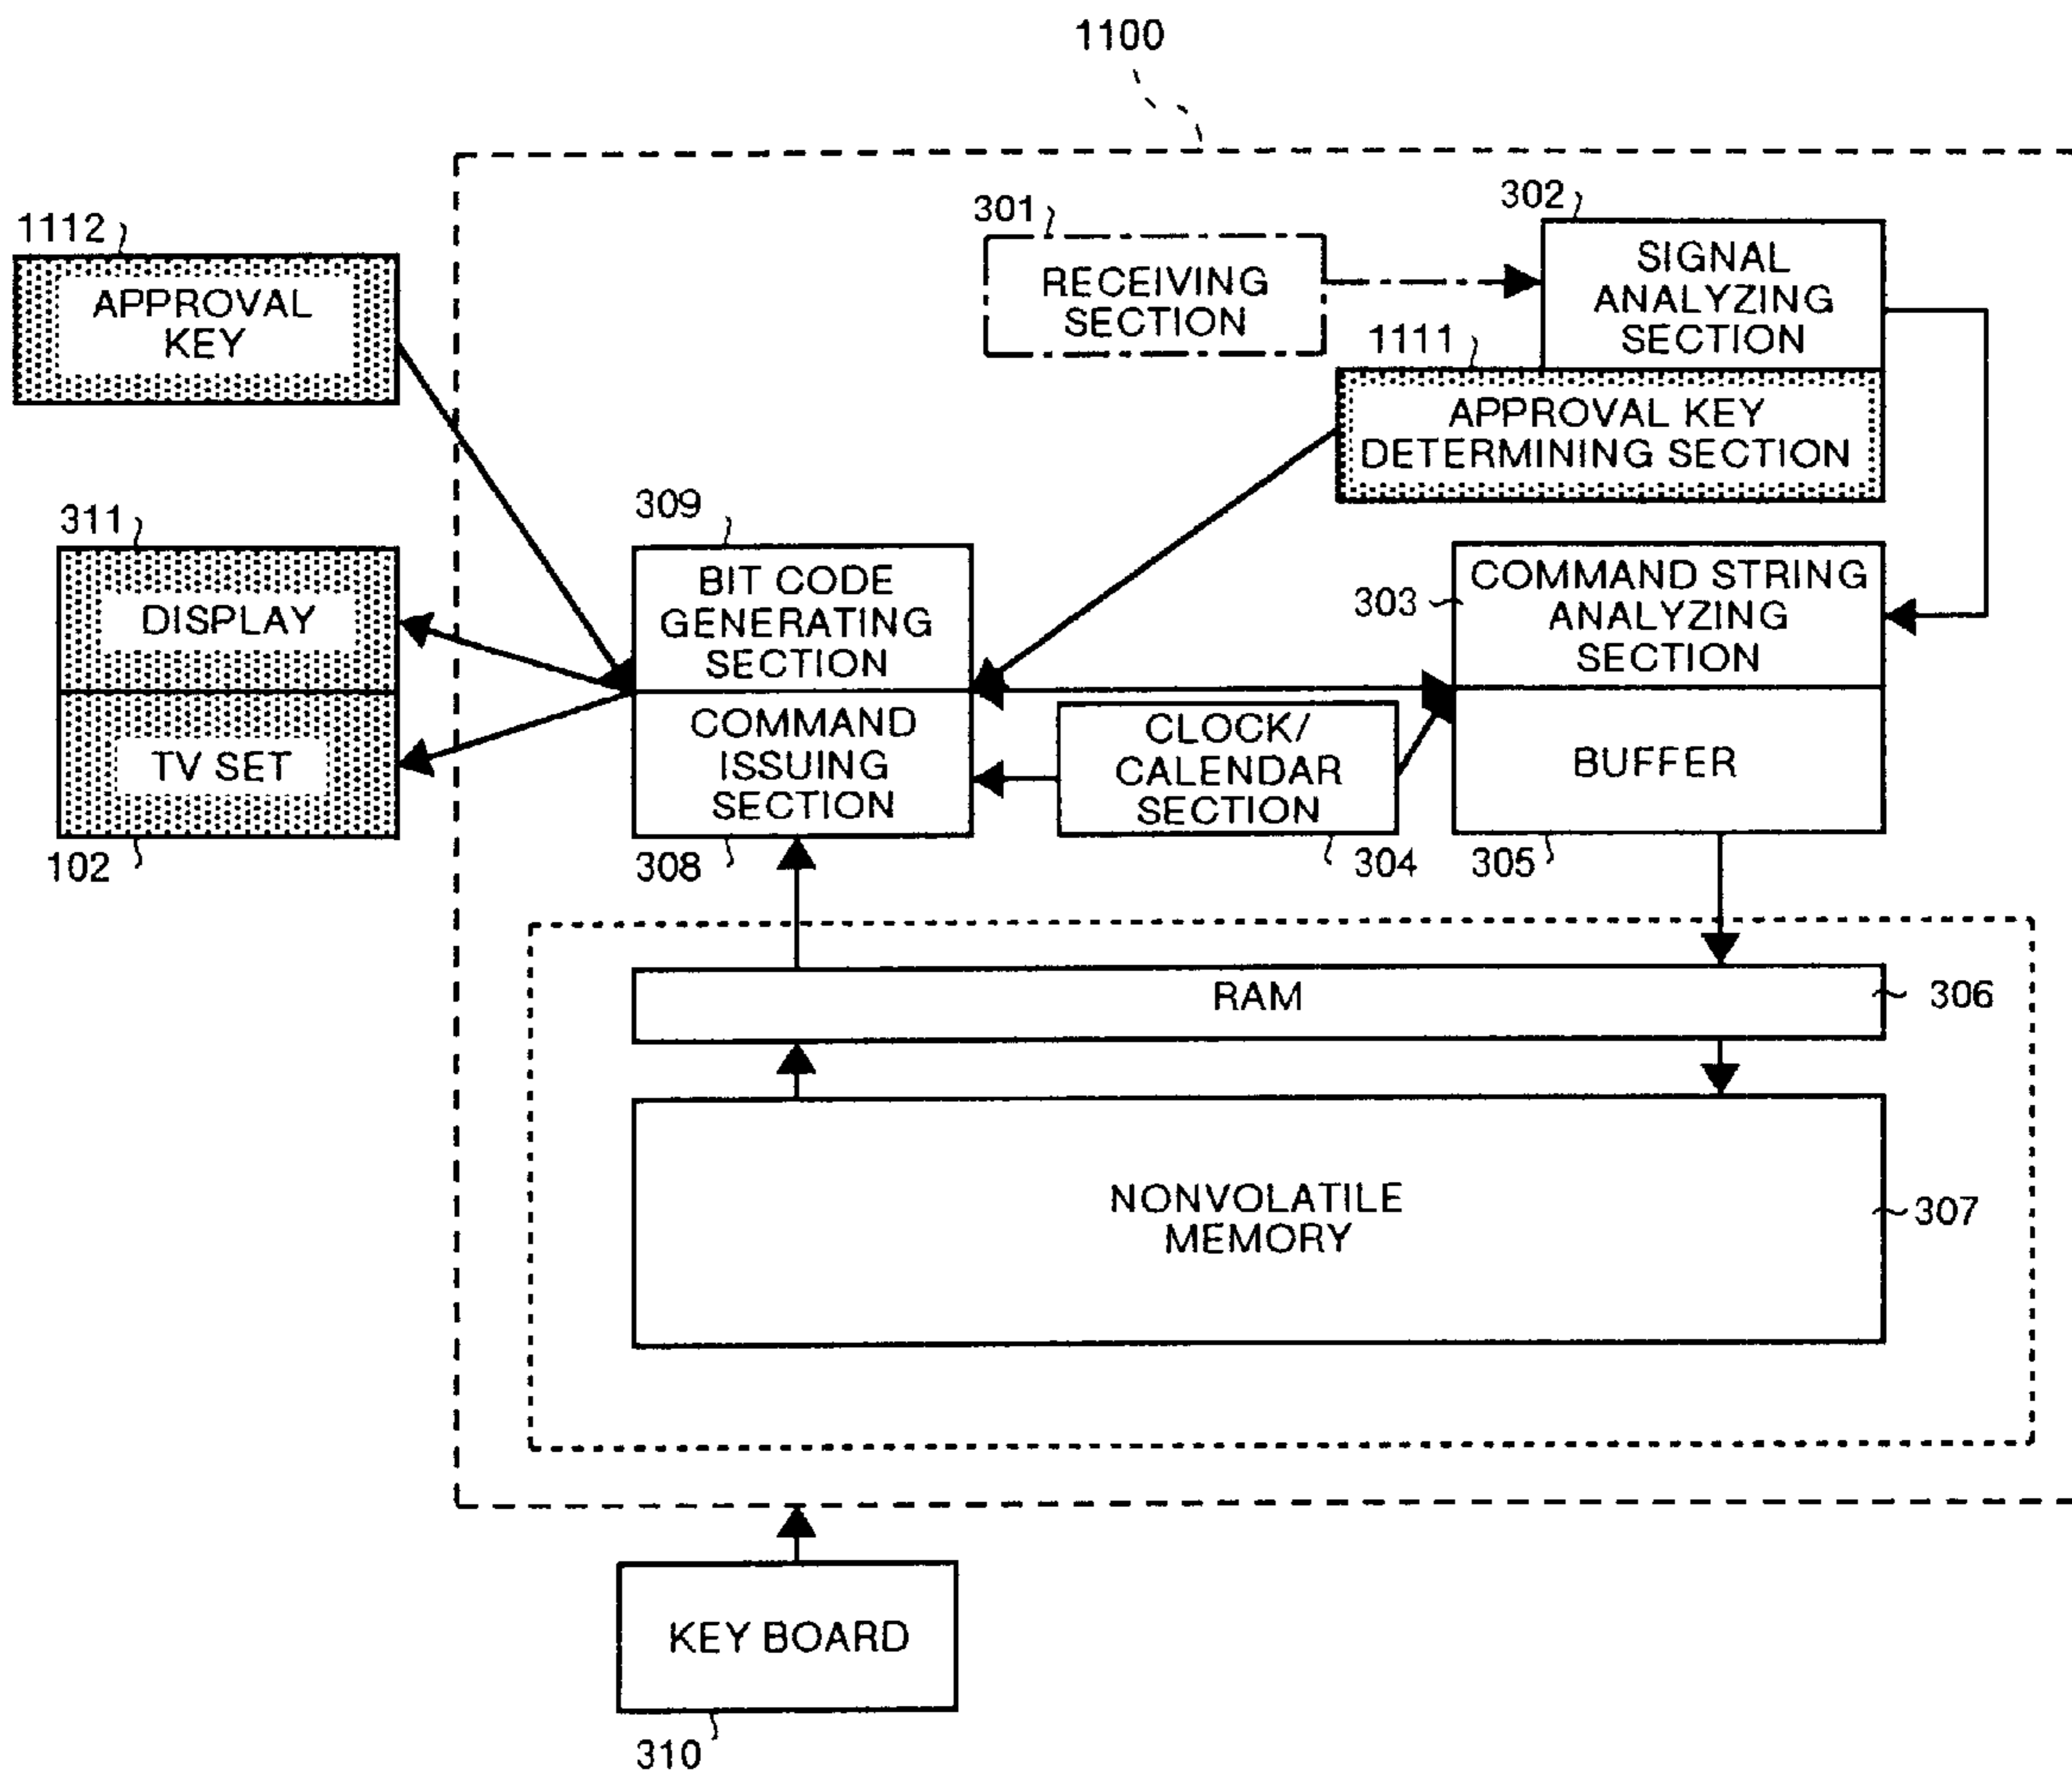 1100
302
301
SIGNAL
ANALYZING
SECTION
RECEIVING
SECTION
1112
APPROVAL
KEY
1111
APPROVAL KEY
DETERMINING SECTION
309
BIT CODE
GENERATING
SECTION
311
DISPLAY
303
COMMAND STRING
ANALYZING
SECTION
TV SET
102
COMMAND
ISSUING
SECTION
308
CLOCK/
CALENDAR
SECTION
304
BUFFER
305
RAM
306
NONVOLATILE
MEMORY
307
KEY BOARD
310